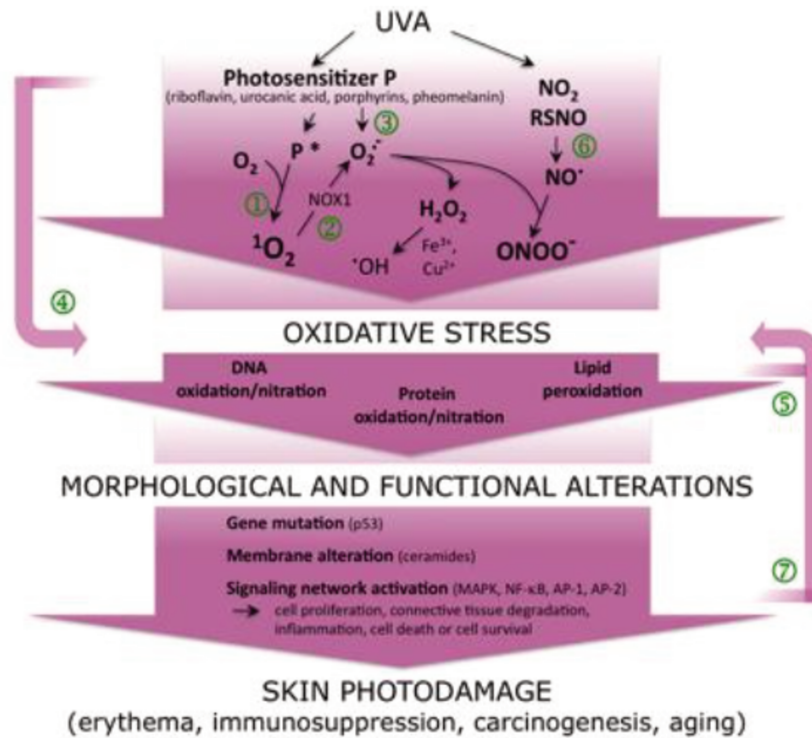 UVA
Photosensitizer P
(riboflavin, urocanic acid, porphyrins, pheomelanin)
NO₂
RSNO
③
⑥
O₂
P *
O₂·⁻
NO·
①
NOX1
②
H₂O₂
¹O₂
·OH
Fe³⁺,
Cu²⁺
ONOO⁻
④
OXIDATIVE STRESS
DNA
oxidation/nitration
Protein
oxidation/nitration
Lipid
peroxidation
⑤
MORPHOLOGICAL AND FUNCTIONAL ALTERATIONS
Gene mutation (p53)
Membrane alteration (ceramides)
Signaling network activation (MAPK, NF-κB, AP-1, AP-2)
→ cell proliferation, connective tissue degradation,
inflammation, cell death or cell survival
⑦
SKIN PHOTODAMAGE
(erythema, immunosuppression, carcinogenesis, aging)